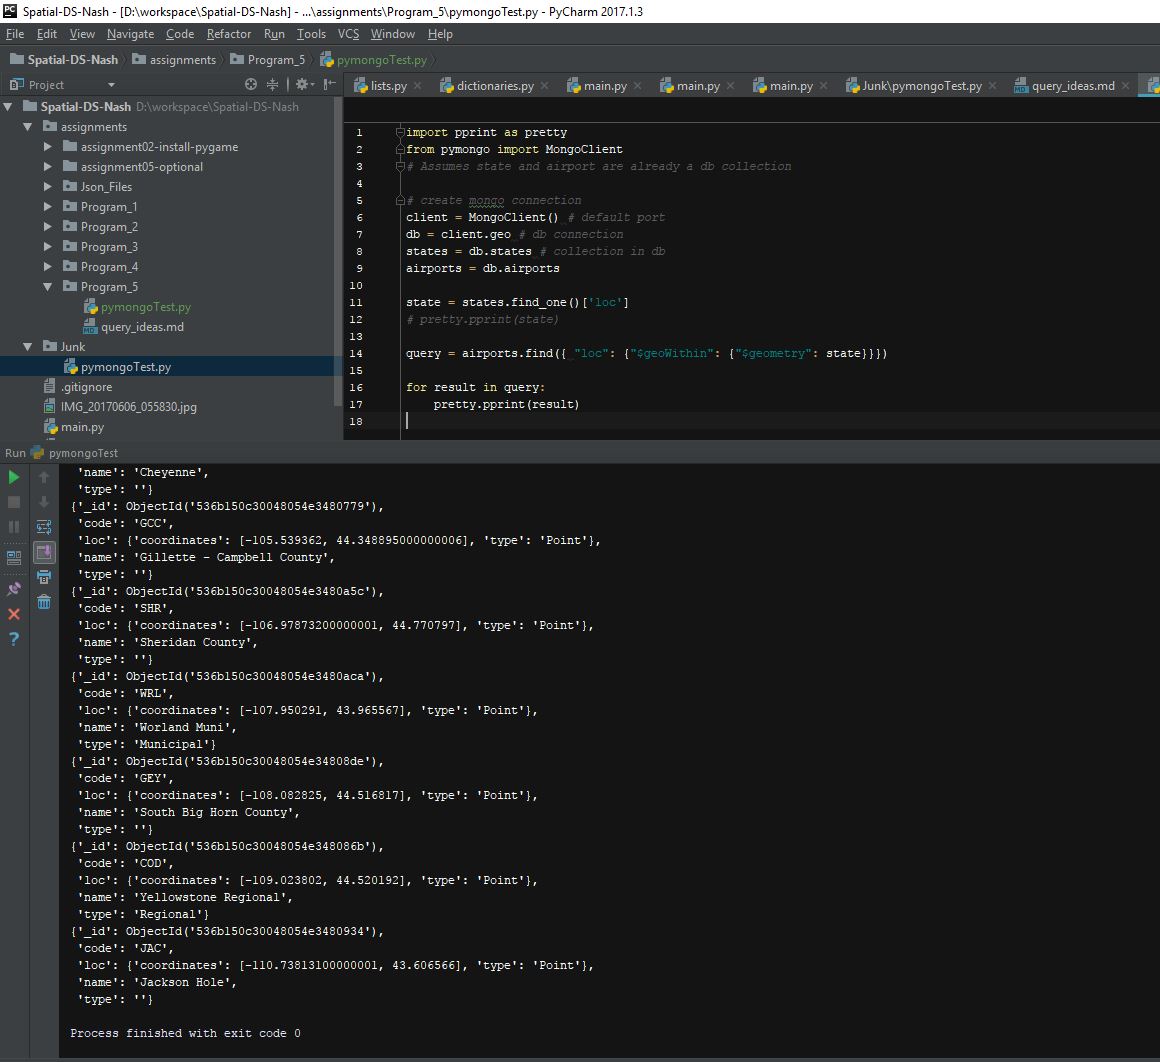 Spatial-DS-Nash - [D:\workspace\Spatial-DS-Nash] - ...\assignments\Program_5\pymongoTest.py - PyCharm 2017.1.3
File Edit View Navigate Code Refactor Run Tools VCS Window Help
Spatial-DS-Nash assignments Program_5 pymongoTest.py
Project
lists.py dictionaries.py main.py main.py main.py Junk\pymongoTest.py query_ideas.md
Spatial-DS-Nash D:\workspace\Spatial-DS-Nash
assignments
assignment02-install-pygame
assignment05-optional
Json_Files
Program_1
Program_2
Program_3
Program_4
Program_5
pymongoTest.py
query_ideas.md
Junk
pymongoTest.py
.gitignore
IMG_20170606_055830.jpg
main.py
1 import pprint as pretty
2 from pymongo import MongoClient
3 # Assumes state and airport are already a db collection
4
5 # create mongo connection
6 client = MongoClient() # default port
7 db = client.geo # db connection
8 states = db.states # collection in db
9 airports = db.airports
10
11 state = states.find_one()['loc']
12 # pretty.pprint(state)
13
14 query = airports.find({ "loc": {"$geoWithin": {"$geometry": state}}})
15
16 for result in query:
17 pretty.pprint(result)
18
Run pymongoTest
'name': 'Cheyenne',
'type': ''}
{'_id': ObjectId('536b150c30048054e3480779'),
'code': 'GCC',
'loc': {'coordinates': [-105.539362, 44.348895000000006], 'type': 'Point'},
'name': 'Gillette - Campbell County',
'type': ''}
{'_id': ObjectId('536b150c30048054e3480a5c'),
'code': 'SHR',
'loc': {'coordinates': [-106.97873200000001, 44.770797], 'type': 'Point'},
'name': 'Sheridan County',
'type': ''}
{'_id': ObjectId('536b150c30048054e3480aca'),
'code': 'WRL',
'loc': {'coordinates': [-107.950291, 43.965567], 'type': 'Point'},
'name': 'Worland Muni',
'type': 'Municipal'}
{'_id': ObjectId('536b150c30048054e34808de'),
'code': 'GEY',
'loc': {'coordinates': [-108.082825, 44.516817], 'type': 'Point'},
'name': 'South Big Horn County',
'type': ''}
{'_id': ObjectId('536b150c30048054e348086b'),
'code': 'COD',
'loc': {'coordinates': [-109.023802, 44.520192], 'type': 'Point'},
'name': 'Yellowstone Regional',
'type': 'Regional'}
{'_id': ObjectId('536b150c30048054e3480934'),
'code': 'JAC',
'loc': {'coordinates': [-110.73813100000001, 43.606566], 'type': 'Point'},
'name': 'Jackson Hole',
'type': ''}
Process finished with exit code 0